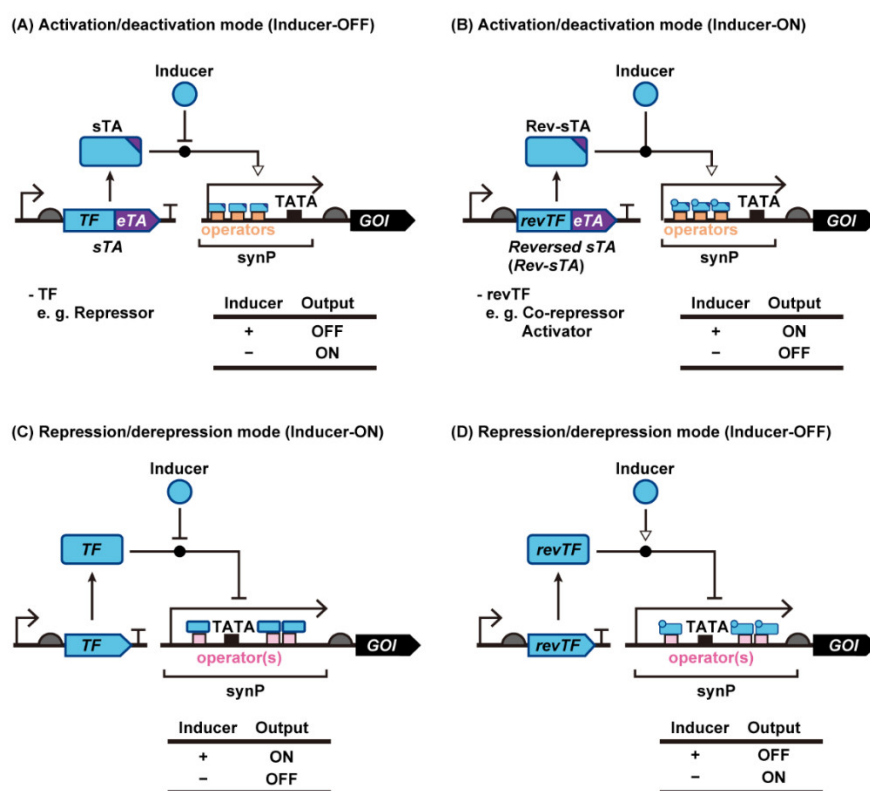 (A) Activation/deactivation mode (Inducer-OFF)
Inducer
sTA
TATA
TF
eTA
operators
GOI
sTA
synP
- TF
e. g. Repressor
Inducer Output
+ OFF
− ON
(B) Activation/deactivation mode (Inducer-ON)
Inducer
Rev-sTA
TATA
revTF
eTA
operators
GOI
Reversed sTA
(Rev-sTA)
synP
- revTF
e. g. Co-repressor
Activator
Inducer Output
+ ON
− OFF
(C) Repression/derepression mode (Inducer-ON)
Inducer
TF
TATA
TF
operator(s)
GOI
synP
Inducer Output
+ ON
− OFF
(D) Repression/derepression mode (Inducer-OFF)
Inducer
revTF
TATA
revTF
operator(s)
GOI
synP
Inducer Output
+ OFF
− ON